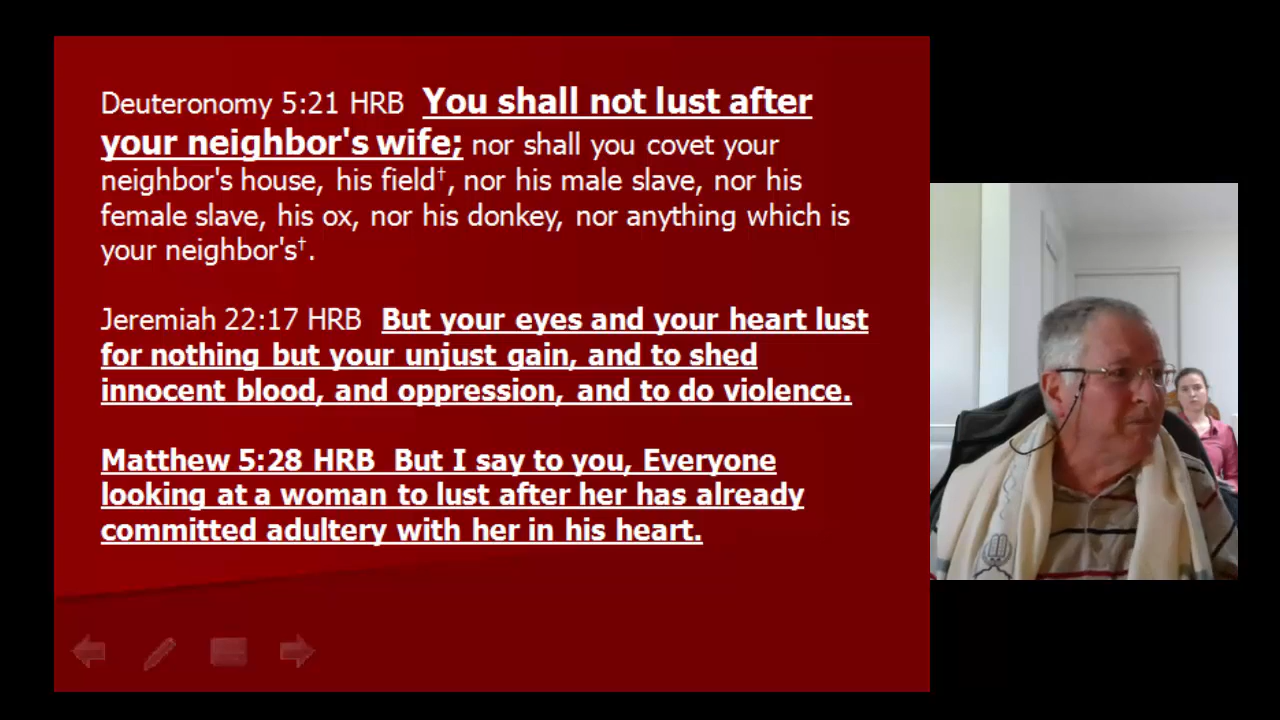 Deuteronomy 5:21 HRB You shall not lust after
your neighbor's wife; nor shall you covet your
neighbor's house, his field†, nor his male slave, nor his
female slave, his ox, nor his donkey, nor anything which is
your neighbor's†.
Jeremiah 22:17 HRB But your eyes and your heart lust
for nothing but your unjust gain, and to shed
innocent blood, and oppression, and to do violence.
Matthew 5:28 HRB But I say to you, Everyone
looking at a woman to lust after her has already
committed adultery with her in his heart.